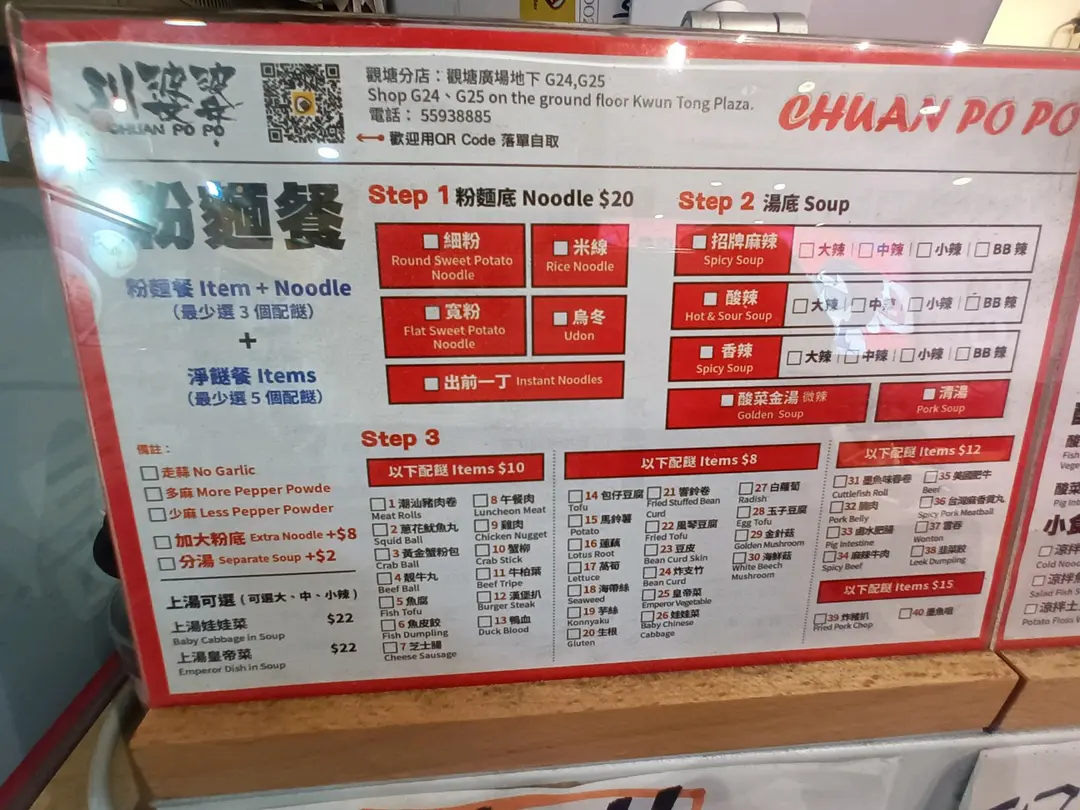 川婆婆
CHUAN PO PO
觀塘分店：觀塘廣場地下 G24,G25
Shop G24、G25 on the ground floor Kwun Tong Plaza.
電話： 55938885
歡迎用QR Code 落單自取
CHUAN PO PO
粉麵餐
粉麵餐 Item + Noodle
（最少選 3 個配餸）
+
淨餸餐 Items
（最少選 5 個配餸）
Step 1 粉麵底 Noodle $20
細粉
Round Sweet Potato
Noodle
米線
Rice Noodle
寬粉
Flat Sweet Potato
Noodle
烏冬
Udon
出前一丁 Instant Noodles
Step 2 湯底 Soup
招牌麻辣
Spicy Soup
大辣 中辣 小辣 BB 辣
酸辣
Hot & Sour Soup
大辣 中辣 小辣 BB 辣
香辣
Spicy Soup
大辣 中辣 小辣 BB 辣
酸菜金湯 微辣
Golden Soup
清湯
Pork Soup
備註：
走蒜 No Garlic
多麻 More Pepper Powde
少麻 Less Pepper Powder
加大粉底 Extra Noodle +$8
分湯 Separate Soup +$2
上湯可選 ( 可選大、中、小辣 )
上湯娃娃菜 $22
Baby Cabbage in Soup
上湯皇帝菜 $22
Emperor Dish in Soup
Step 3
以下配餸 Items $10
1 潮汕豬肉卷
Meat Rolls
2 蔥花魷魚丸
Squid Ball
3 黃金蟹粉包
Crab Ball
4 靚牛丸
Beef Ball
5 魚腐
Fish Tofu
6 魚皮餃
Fish Dumpling
7 芝士腸
Cheese Sausage
8 午餐肉
Luncheon Meat
9 雞肉
Chicken Nugget
10 蟹柳
Crab Stick
11 牛柏葉
Beef Tripe
12 漢堡扒
Burger Steak
13 鴨血
Duck Blood
以下配餸 Items $8
14 包仔豆腐
Tofu
15 馬鈴薯
Potato
16 蓮藕
Lotus Root
17 萵筍
Lettuce
18 海帶絲
Seaweed
19 芋絲
Konnyaku
20 生根
Gluten
21 響鈴卷
Fried Stuffed Bean
Curd
22 風琴豆腐
Fried Tofu
23 豆皮
Bean Curd Skin
24 炸支竹
Bean Curd
25 皇帝菜
Emperor Vegetable
26 娃娃菜
Baby Chinese
Cabbage
27 白蘿蔔
Radish
28 玉子豆腐
Egg Tofu
29 金針菇
Golden Mushroom
30 海鮮菇
White Beech
Mushroom
以下配餸 Items $12
31 墨魚味春卷
Cuttlefish Roll
32 腩肉
Pork Belly
33 鹵水肥腸
Pig Intestine
34 麻辣牛肉
Spicy Beef
35 美國肥牛
Beef
36 台灣麻香貢丸
Spicy Pork Meatball
37 雲吞
Wonton
38 韭菜餃
Leek Dumpling
以下配餸 Items $15
39 炸豬扒
Fried Pork Chop
40 墨魚咀
酸
Fish
Vege
酸菜
Pig In
小食
涼拌
Cold Nood
涼拌
Salad Fish S
涼拌土
Potato Floss